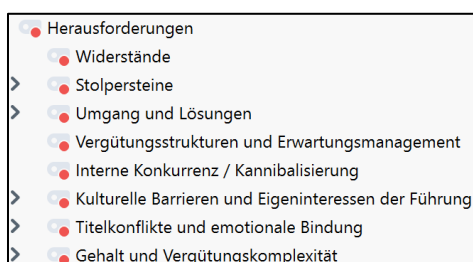 Herausforderungen
Widerstände
Stolpersteine
Umgang und Lösungen
Vergütungsstrukturen und Erwartungsmanagement
Interne Konkurrenz / Kannibalisierung
Kulturelle Barrieren und Eigeninteressen der Führung
Titelkonflikte und emotionale Bindung
Gehalt und Vergütungskomplexität